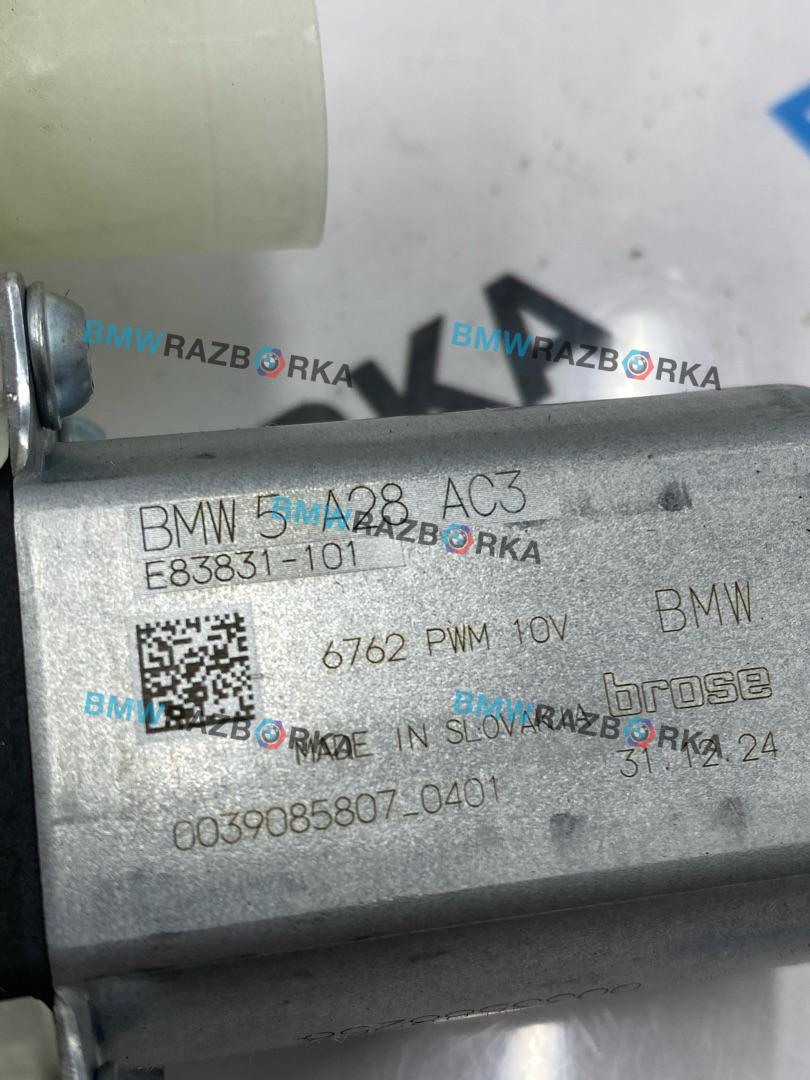 RKA
BMWRAZBORKA
BMWRAZBORKA
BMW 5 A28 AC3
BMWRAZBORKA
E83831-101
6762 PWM 10V
BMW
brose
BMWRAZBORKA
BMWRAZBORKA
MADE IN SLOVAKIA
31.12.24
0039085807_0401